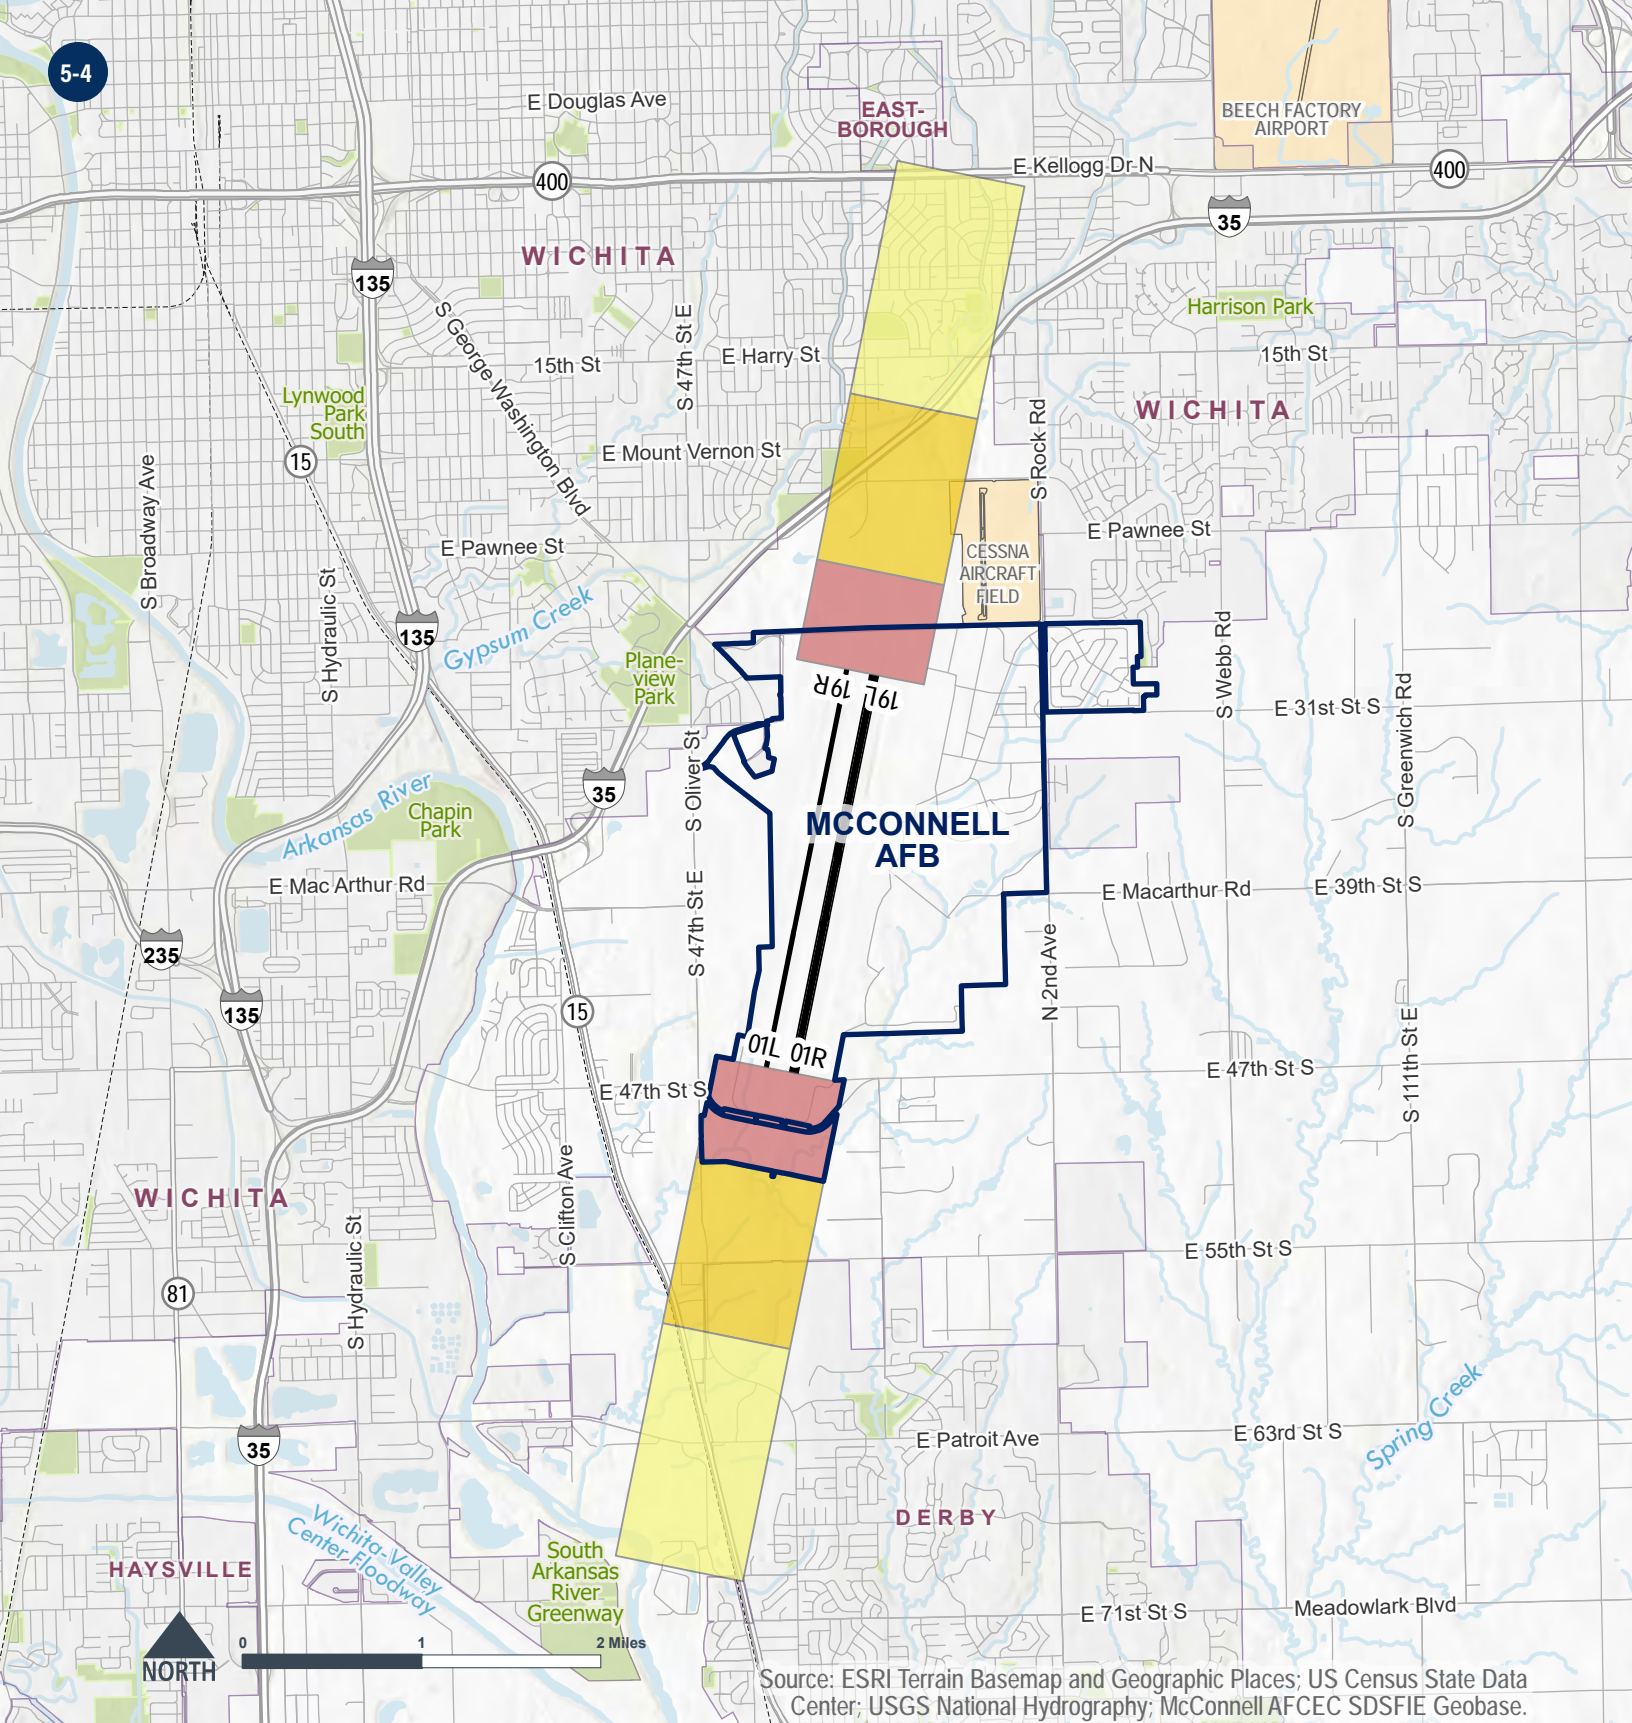 5-4
E Douglas Ave
EAST-
BOROUGH
BEECH FACTORY
AIRPORT
E Kellogg Dr N
400
400
35
WICHITA
135
S George Washington Blvd
S 47th St E
Harrison Park
15th St
E Harry St
15th St
Lynwood
Park
South
WICHITA
S Rock Rd
15
E Mount Vernon St
S Broadway Ave
E Pawnee St
E Pawnee St
CESSNA
AIRCRAFT
FIELD
S Hydraulic St
Gypsum Creek
135
Plane-
view
Park
S Webb Rd
19R
19L
E 31st St S
S Greenwich Rd
S Oliver St
35
Arkansas River
Chapin
Park
MCCONNELL
AFB
E Mac Arthur Rd
E Macarthur Rd
E 39th St S
S 47th St E
235
N 2nd Ave
135
15
01L
01R
S 111th St E
E 47th St S
E 47th St S
WICHITA
S Clifton Ave
S Hydraulic St
E 55th St S
81
Spring Creek
35
E Patroit Ave
E 63rd St S
DERBY
Wichita-Valley
Center Floodway
HAYSVILLE
South
Arkansas
River
Greenway
E 71st St S
Meadowlark Blvd
NORTH
0
1
2 Miles
Source: ESRI Terrain Basemap and Geographic Places; US Census State Data
Center; USGS National Hydrography; McConnell AFCEC SDSFIE Geobase.